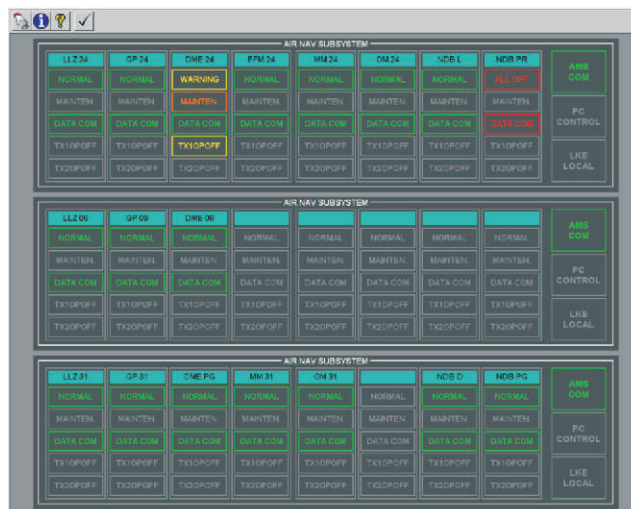 AIR NAV SUBSYSTEM
LLZ 24 GP 24 DME 24 FFM 24 MM 24 OM 24 NDB L NDB PR
NORMAL NORMAL WARNING NORMAL NORMAL NORMAL NORMAL ALL OFF
MAINTEN. MAINTEN. MAINTEN. MAINTEN. MAINTEN. MAINTEN. MAINTEN. MAINTEN.
DATA COM DATA COM DATA COM DATA COM DATA COM DATA COM DATA COM DATA COM
TX1OPOFF TX1OPOFF TX1OPOFF TX1OPOFF TX1OPOFF TX1OPOFF TX1OPOFF TX1OPOFF
TX2OPOFF TX2OPOFF TX2OPOFF TX2OPOFF TX2OPOFF TX2OPOFF TX2OPOFF TX2OPOFF
AMS
COM
PC
CONTROL
LKE
LOCAL
AIR NAV SUBSYSTEM
LLZ 06 GP 06 DME 06
NORMAL NORMAL NORMAL NORMAL NORMAL NORMAL NORMAL NORMAL
MAINTEN. MAINTEN. MAINTEN. MAINTEN. MAINTEN. MAINTEN. MAINTEN. MAINTEN.
DATA COM DATA COM DATA COM DATA COM DATA COM DATA COM DATA COM DATA COM
TX1OPOFF TX1OPOFF TX1OPOFF TX1OPOFF TX1OPOFF TX1OPOFF TX1OPOFF TX1OPOFF
TX2OPOFF TX2OPOFF TX2OPOFF TX2OPOFF TX2OPOFF TX2OPOFF TX2OPOFF TX2OPOFF
AMS
COM
PC
CONTROL
LKE
LOCAL
AIR NAV SUBSYSTEM
LLZ 31 GP 31 DME PG MM 31 OM 31 NDB D NDB PG
NORMAL NORMAL NORMAL NORMAL NORMAL NORMAL NORMAL NORMAL
MAINTEN. MAINTEN. MAINTEN. MAINTEN. MAINTEN. MAINTEN. MAINTEN. MAINTEN.
DATA COM DATA COM DATA COM DATA COM DATA COM DATA COM DATA COM DATA COM
TX1OPOFF TX1OPOFF TX1OPOFF TX1OPOFF TX1OPOFF TX1OPOFF TX1OPOFF TX1OPOFF
TX2OPOFF TX2OPOFF TX2OPOFF TX2OPOFF TX2OPOFF TX2OPOFF TX2OPOFF TX2OPOFF
AMS
COM
PC
CONTROL
LKE
LOCAL